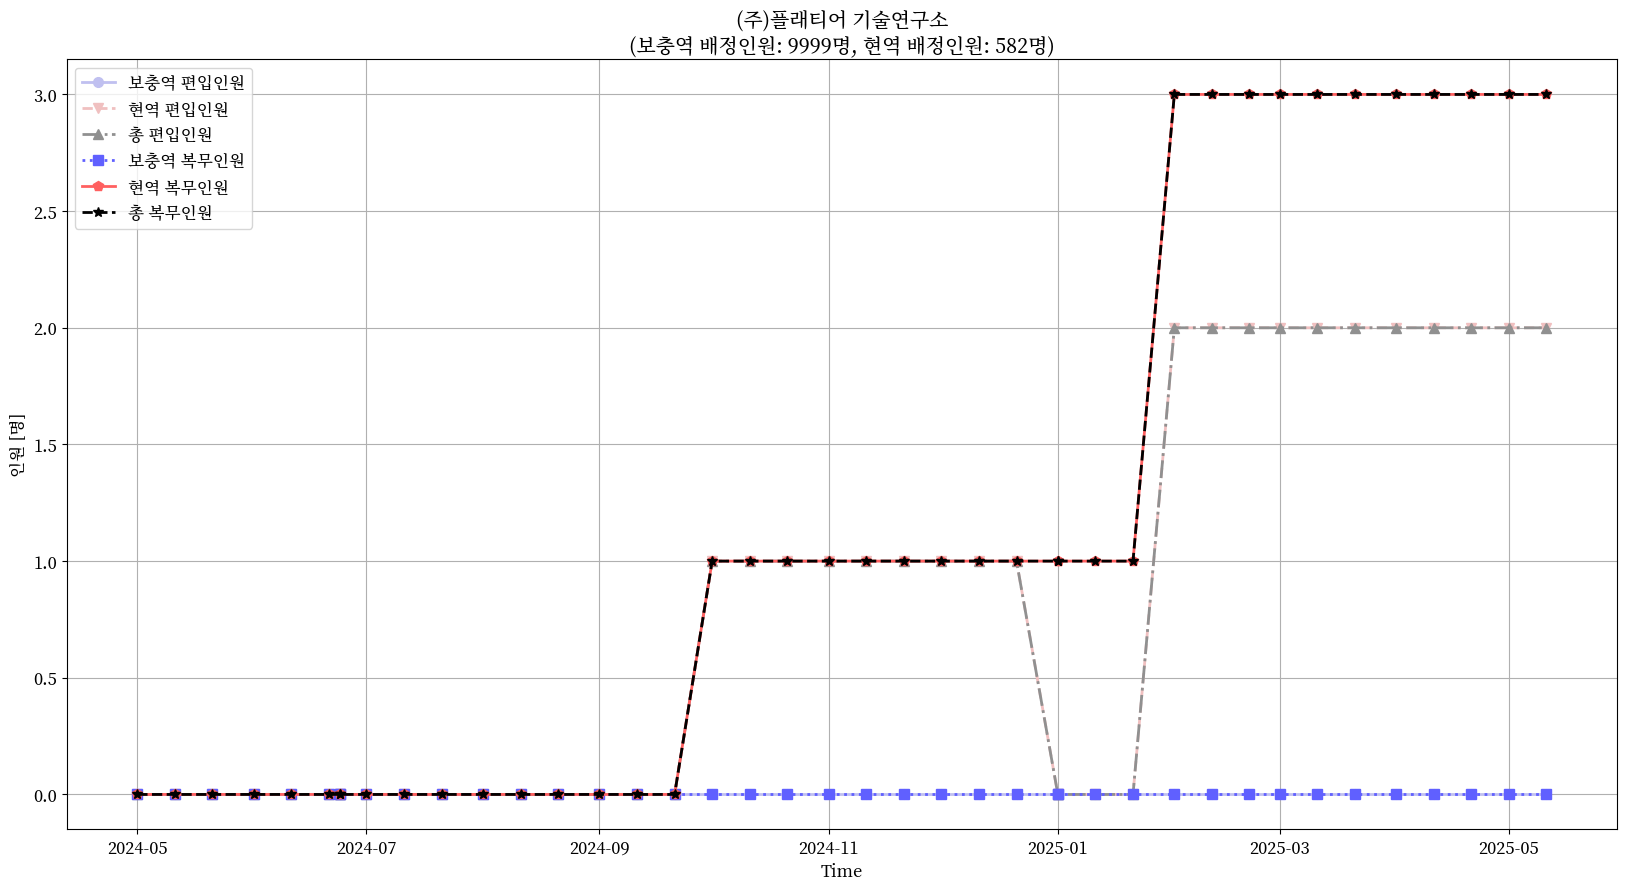 (주)플래티어 기술연구소
(보충역 배정인원: 9999명, 현역 배정인원: 582명)
보충역 편입인원
현역 편입인원
총 편입인원
보충역 복무인원
현역 복무인원
총 복무인원
3.0
2.5
2.0
1.5
1.0
0.5
0.0
인원 [명]
2024-05
2024-07
2024-09
2024-11
2025-01
2025-03
2025-05
Time